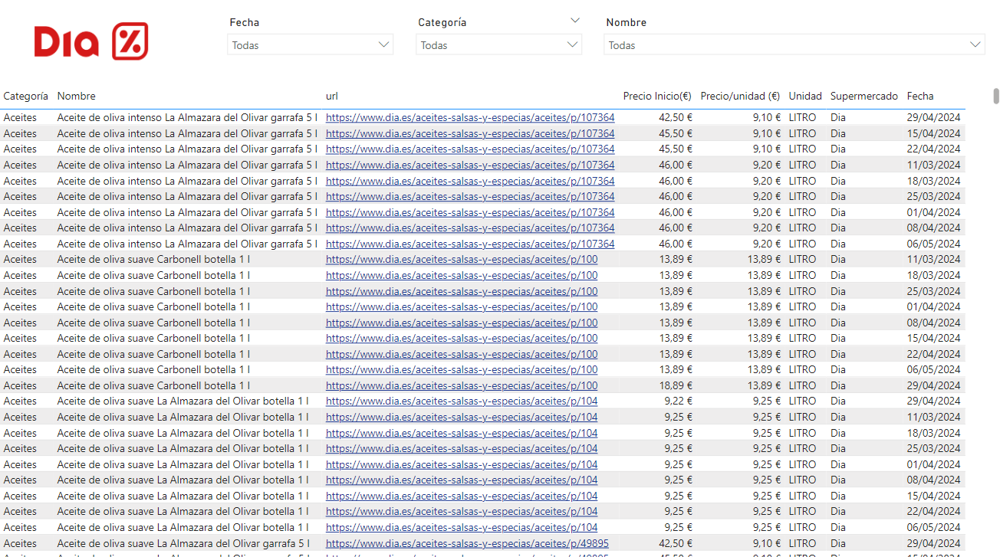 Dia %
Fecha Categoría Nombre
Todas Todas Todas
Categoría Nombre url Precio Inicio(€) Precio/unidad (€) Unidad Supermercado Fecha
Aceites Aceite de oliva intenso La Almazara del Olivar garrafa 5 l https://www.dia.es/aceites-salsas-y-especias/aceites/p/107364 42,50 € 9,10 € LITRO Dia 29/04/2024
Aceites Aceite de oliva intenso La Almazara del Olivar garrafa 5 l https://www.dia.es/aceites-salsas-y-especias/aceites/p/107364 45,50 € 9,10 € LITRO Dia 15/04/2024
Aceites Aceite de oliva intenso La Almazara del Olivar garrafa 5 l https://www.dia.es/aceites-salsas-y-especias/aceites/p/107364 45,50 € 9,10 € LITRO Dia 22/04/2024
Aceites Aceite de oliva intenso La Almazara del Olivar garrafa 5 l https://www.dia.es/aceites-salsas-y-especias/aceites/p/107364 46,00 € 9,20 € LITRO Dia 11/03/2024
Aceites Aceite de oliva intenso La Almazara del Olivar garrafa 5 l https://www.dia.es/aceites-salsas-y-especias/aceites/p/107364 46,00 € 9,20 € LITRO Dia 18/03/2024
Aceites Aceite de oliva intenso La Almazara del Olivar garrafa 5 l https://www.dia.es/aceites-salsas-y-especias/aceites/p/107364 46,00 € 9,20 € LITRO Dia 25/03/2024
Aceites Aceite de oliva intenso La Almazara del Olivar garrafa 5 l https://www.dia.es/aceites-salsas-y-especias/aceites/p/107364 46,00 € 9,20 € LITRO Dia 01/04/2024
Aceites Aceite de oliva intenso La Almazara del Olivar garrafa 5 l https://www.dia.es/aceites-salsas-y-especias/aceites/p/107364 46,00 € 9,20 € LITRO Dia 08/04/2024
Aceites Aceite de oliva intenso La Almazara del Olivar garrafa 5 l https://www.dia.es/aceites-salsas-y-especias/aceites/p/107364 46,00 € 9,20 € LITRO Dia 06/05/2024
Aceites Aceite de oliva suave Carbonell botella 1 l https://www.dia.es/aceites-salsas-y-especias/aceites/p/100 13,89 € 13,89 € LITRO Dia 11/03/2024
Aceites Aceite de oliva suave Carbonell botella 1 l https://www.dia.es/aceites-salsas-y-especias/aceites/p/100 13,89 € 13,89 € LITRO Dia 18/03/2024
Aceites Aceite de oliva suave Carbonell botella 1 l https://www.dia.es/aceites-salsas-y-especias/aceites/p/100 13,89 € 13,89 € LITRO Dia 25/03/2024
Aceites Aceite de oliva suave Carbonell botella 1 l https://www.dia.es/aceites-salsas-y-especias/aceites/p/100 13,89 € 13,89 € LITRO Dia 01/04/2024
Aceites Aceite de oliva suave Carbonell botella 1 l https://www.dia.es/aceites-salsas-y-especias/aceites/p/100 13,89 € 13,89 € LITRO Dia 08/04/2024
Aceites Aceite de oliva suave Carbonell botella 1 l https://www.dia.es/aceites-salsas-y-especias/aceites/p/100 13,89 € 13,89 € LITRO Dia 15/04/2024
Aceites Aceite de oliva suave Carbonell botella 1 l https://www.dia.es/aceites-salsas-y-especias/aceites/p/100 13,89 € 13,89 € LITRO Dia 22/04/2024
Aceites Aceite de oliva suave Carbonell botella 1 l https://www.dia.es/aceites-salsas-y-especias/aceites/p/100 13,89 € 13,89 € LITRO Dia 06/05/2024
Aceites Aceite de oliva suave Carbonell botella 1 l https://www.dia.es/aceites-salsas-y-especias/aceites/p/100 18,89 € 13,89 € LITRO Dia 29/04/2024
Aceites Aceite de oliva suave La Almazara del Olivar botella 1 l https://www.dia.es/aceites-salsas-y-especias/aceites/p/104 9,22 € 9,25 € LITRO Dia 29/04/2024
Aceites Aceite de oliva suave La Almazara del Olivar botella 1 l https://www.dia.es/aceites-salsas-y-especias/aceites/p/104 9,25 € 9,25 € LITRO Dia 11/03/2024
Aceites Aceite de oliva suave La Almazara del Olivar botella 1 l https://www.dia.es/aceites-salsas-y-especias/aceites/p/104 9,25 € 9,25 € LITRO Dia 18/03/2024
Aceites Aceite de oliva suave La Almazara del Olivar botella 1 l https://www.dia.es/aceites-salsas-y-especias/aceites/p/104 9,25 € 9,25 € LITRO Dia 25/03/2024
Aceites Aceite de oliva suave La Almazara del Olivar botella 1 l https://www.dia.es/aceites-salsas-y-especias/aceites/p/104 9,25 € 9,25 € LITRO Dia 01/04/2024
Aceites Aceite de oliva suave La Almazara del Olivar botella 1 l https://www.dia.es/aceites-salsas-y-especias/aceites/p/104 9,25 € 9,25 € LITRO Dia 08/04/2024
Aceites Aceite de oliva suave La Almazara del Olivar botella 1 l https://www.dia.es/aceites-salsas-y-especias/aceites/p/104 9,25 € 9,25 € LITRO Dia 15/04/2024
Aceites Aceite de oliva suave La Almazara del Olivar botella 1 l https://www.dia.es/aceites-salsas-y-especias/aceites/p/104 9,25 € 9,25 € LITRO Dia 22/04/2024
Aceites Aceite de oliva suave La Almazara del Olivar botella 1 l https://www.dia.es/aceites-salsas-y-especias/aceites/p/104 9,25 € 9,25 € LITRO Dia 06/05/2024
Aceites Aceite de oliva suave La Almazara del Olivar garrafa 5 l https://www.dia.es/aceites-salsas-y-especias/aceites/p/49895 42,50 € 9,10 € LITRO Dia 29/04/2024